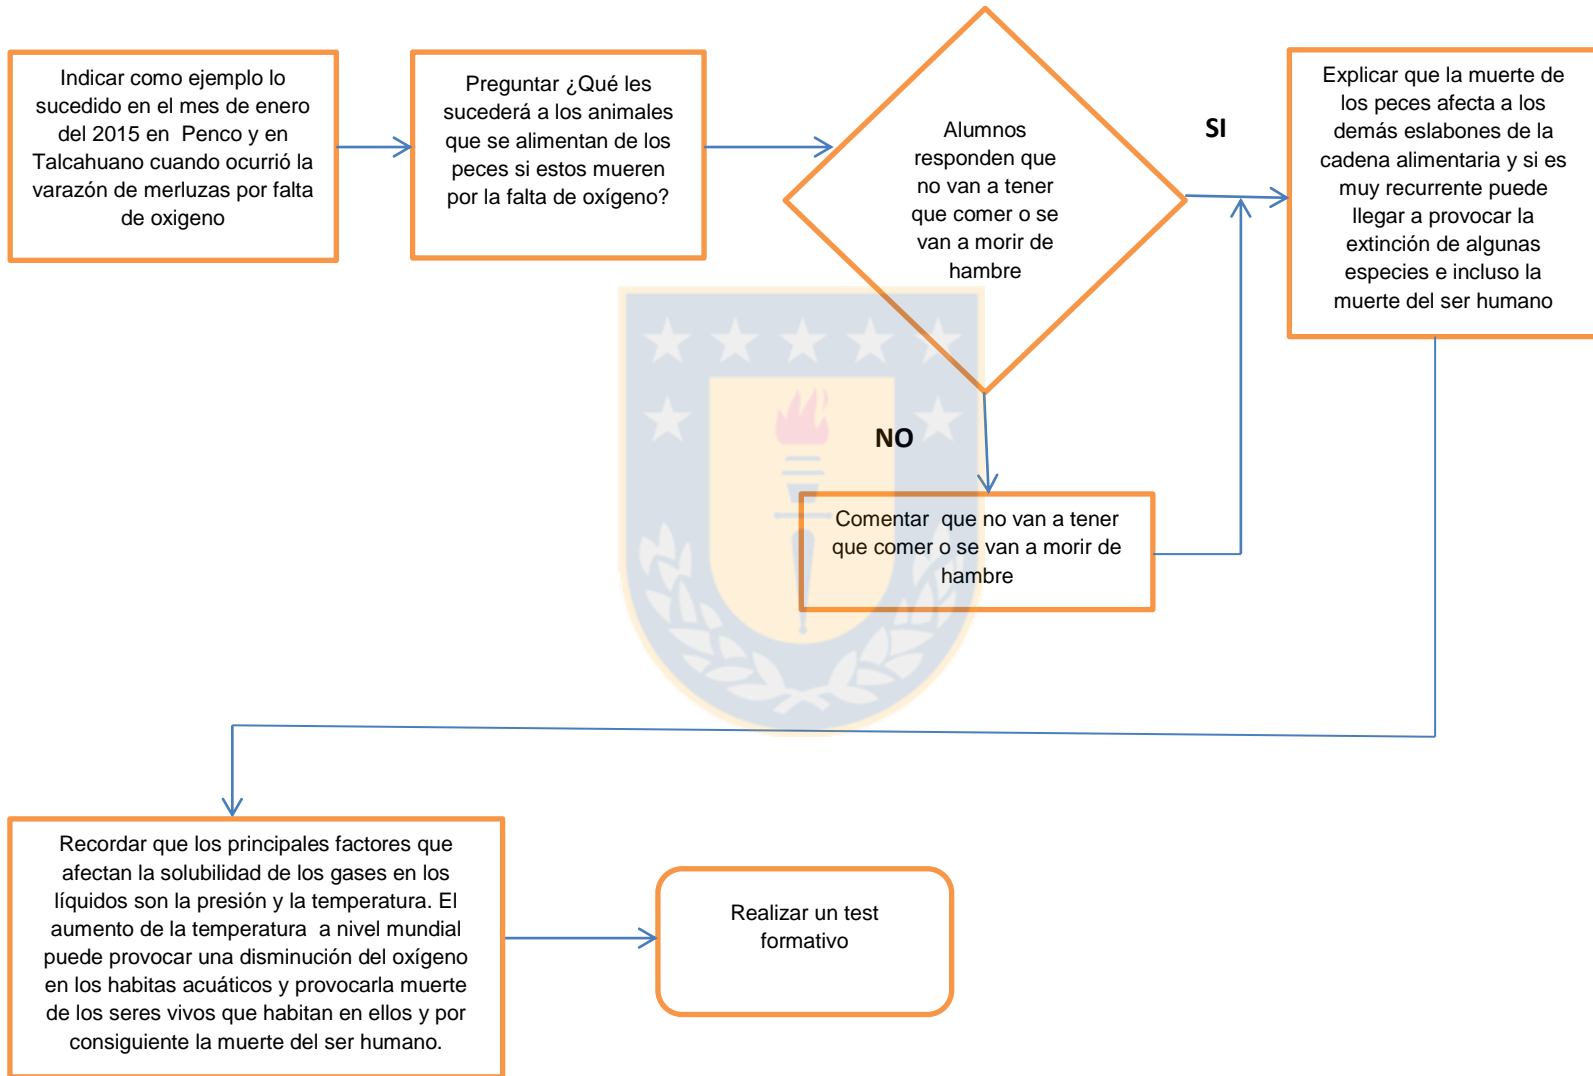 Indicar como ejemplo lo
sucedido en el mes de enero
del 2015 en Penco y en
Talcahuano cuando ocurrió la
varazón de merluzas por falta
de oxigeno
Preguntar ¿Qué les
sucederá a los animales
que se alimentan de los
peces si estos mueren
por la falta de oxígeno?
Alumnos
responden que
no van a tener
que comer o se
van a morir de
hambre
SI
Explicar que la muerte de
los peces afecta a los
demás eslabones de la
cadena alimentaria y si es
muy recurrente puede
llegar a provocar la
extinción de algunas
especies e incluso la
muerte del ser humano
NO
Comentar que no van a tener
que comer o se van a morir de
hambre
Recordar que los principales factores que
afectan la solubilidad de los gases en los
líquidos son la presión y la temperatura. El
aumento de la temperatura a nivel mundial
puede provocar una disminución del oxígeno
en los habitas acuáticos y provocarla muerte
de los seres vivos que habitan en ellos y por
consiguiente la muerte del ser humano.
Realizar un test
formativo